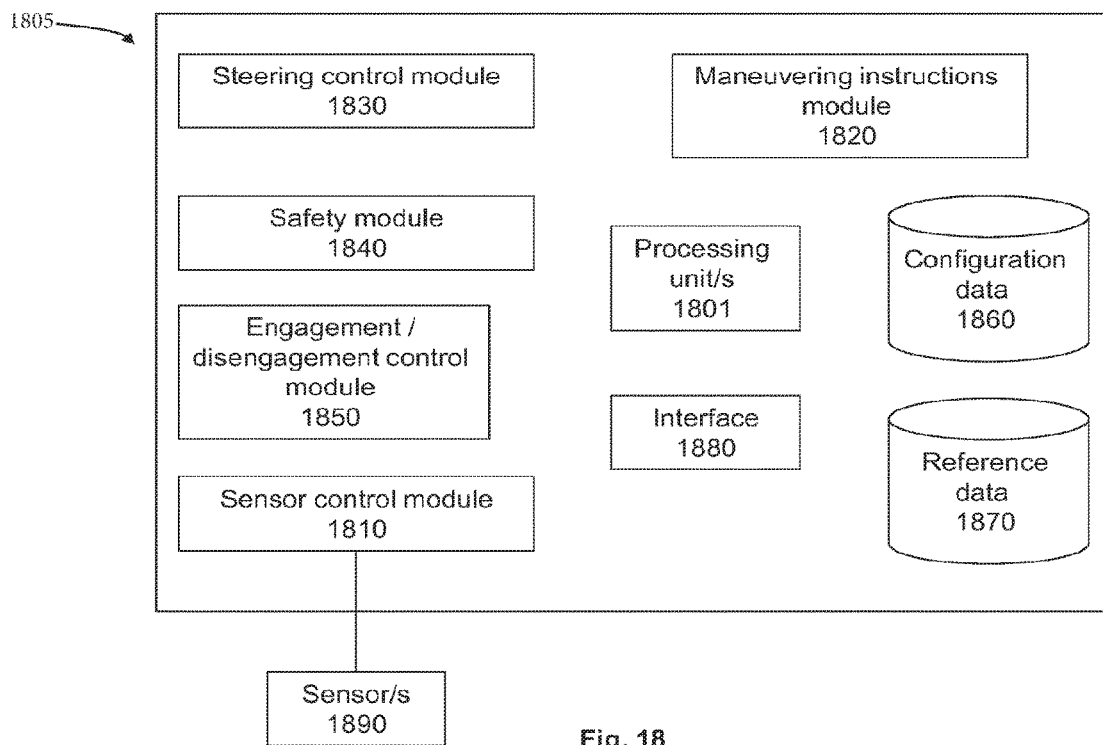 1805
Steering control module
1830
Maneuvering instructions
module
1820
Safety module
1840
Processing
unit/s
1801
Configuration
data
1860
Engagement /
disengagement control
module
1850
Interface
1880
Reference
data
1870
Sensor control module
1810
Sensor/s
1890
Fig. 18